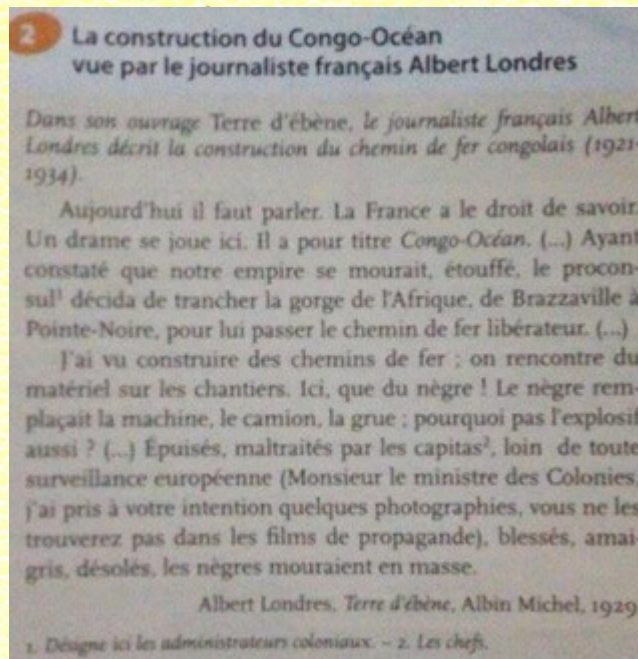 2 La construction du Congo-Océan
vue par le journaliste français Albert Londres
Dans son ouvrage Terre d'ébène, le journaliste français Albert
Londres décrit la construction du chemin de fer congolais (1921-
1934).
Aujourd'hui il faut parler. La France a le droit de savoir.
Un drame se joue ici. Il a pour titre Congo-Océan. (...) Ayant
constaté que notre empire se mourait, étouffé, le procon-
sul¹ décida de trancher la gorge de l'Afrique, de Brazzaville à
Pointe-Noire, pour lui passer le chemin de fer libérateur. (...)
J'ai vu construire des chemins de fer ; on rencontre du
matériel sur les chantiers. Ici, que du nègre ! Le nègre rem-
plaçait la machine, le camion, la grue ; pourquoi pas l'explosif
aussi ? (...) Épuisés, maltraités par les capitas², loin de toute
surveillance européenne (Monsieur le ministre des Colonies,
j'ai pris à votre intention quelques photographies, vous ne les
trouverez pas dans les films de propagande), blessés, amai-
gris, désolés, les nègres mouraient en masse.
Albert Londres, Terre d'ébène, Albin Michel, 1929
1. Désigne ici les administrateurs coloniaux. – 2. Les chefs.